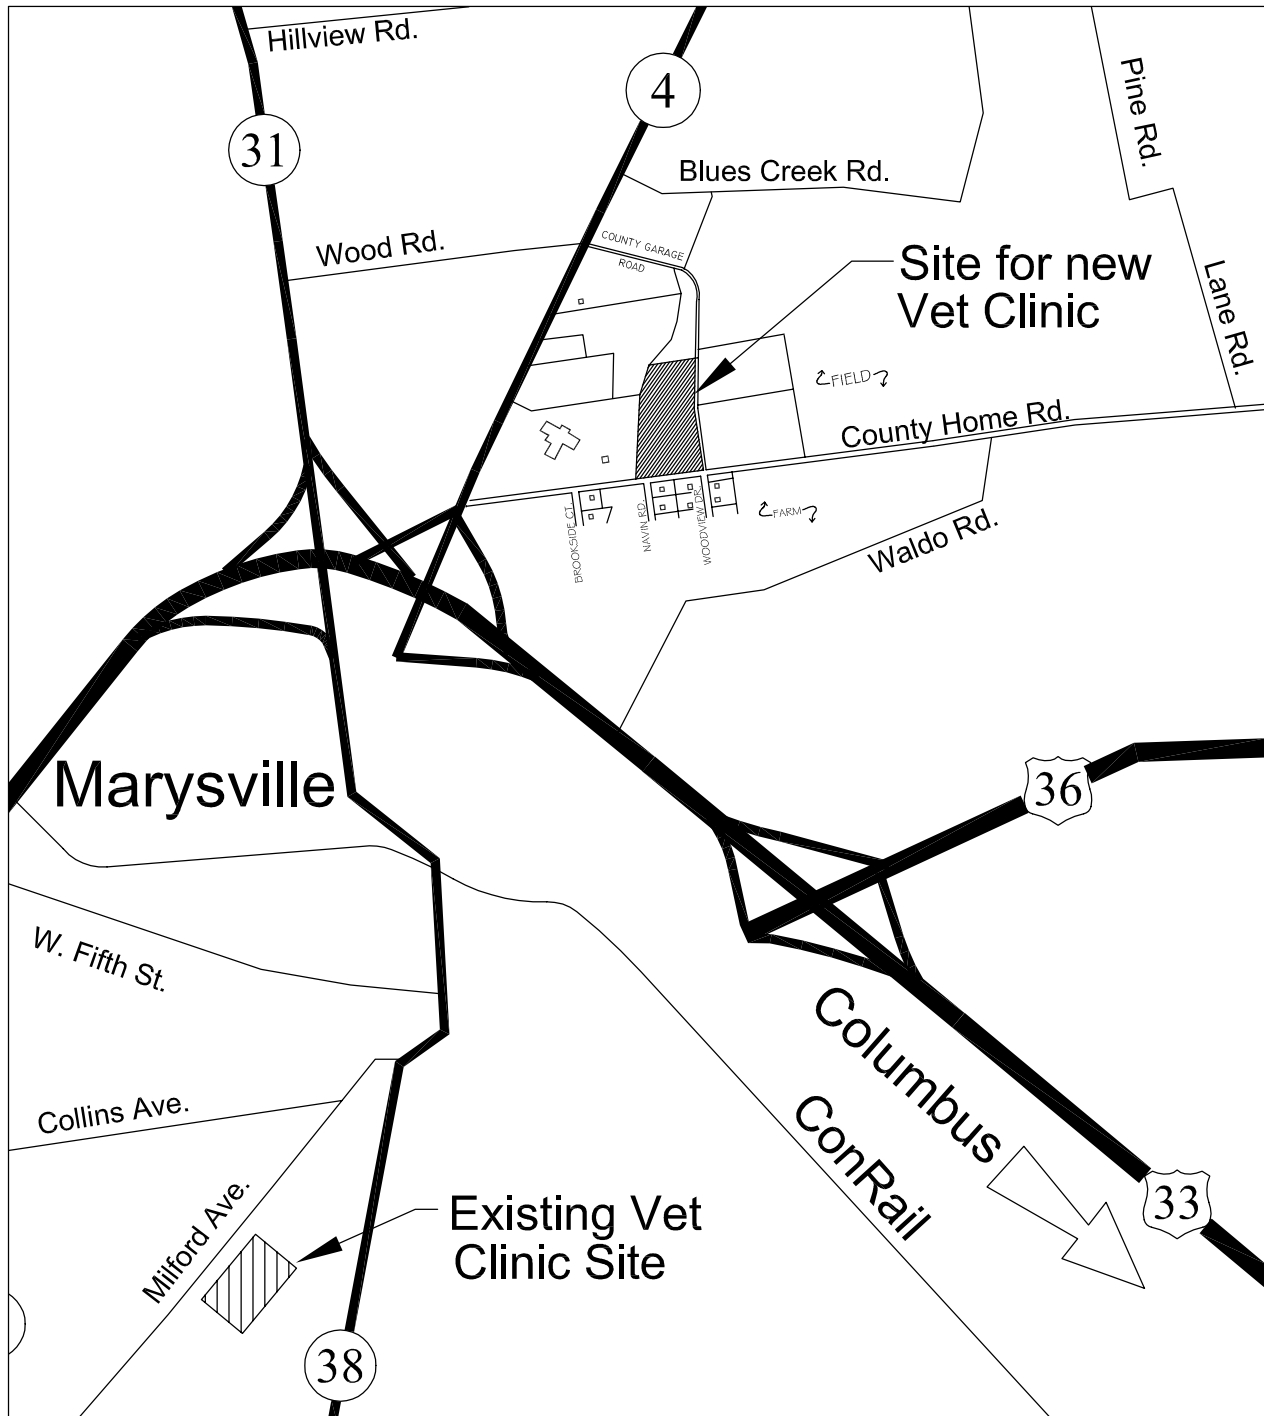 Hillview Rd.
4
Pine Rd.
31
Blues Creek Rd.
Wood Rd.
COUNTY GARAGE
ROAD
Site for new
Vet Clinic
Lane Rd.
FIELD
County Home Rd.
BROOKSIDE CT.
NAVIN RD.
WOODVIEW DR.
FARM
Waldo Rd.
Marysville
36
W. Fifth St.
Columbus
Collins Ave.
ConRail
Milford Ave.
Existing Vet
Clinic Site
33
38